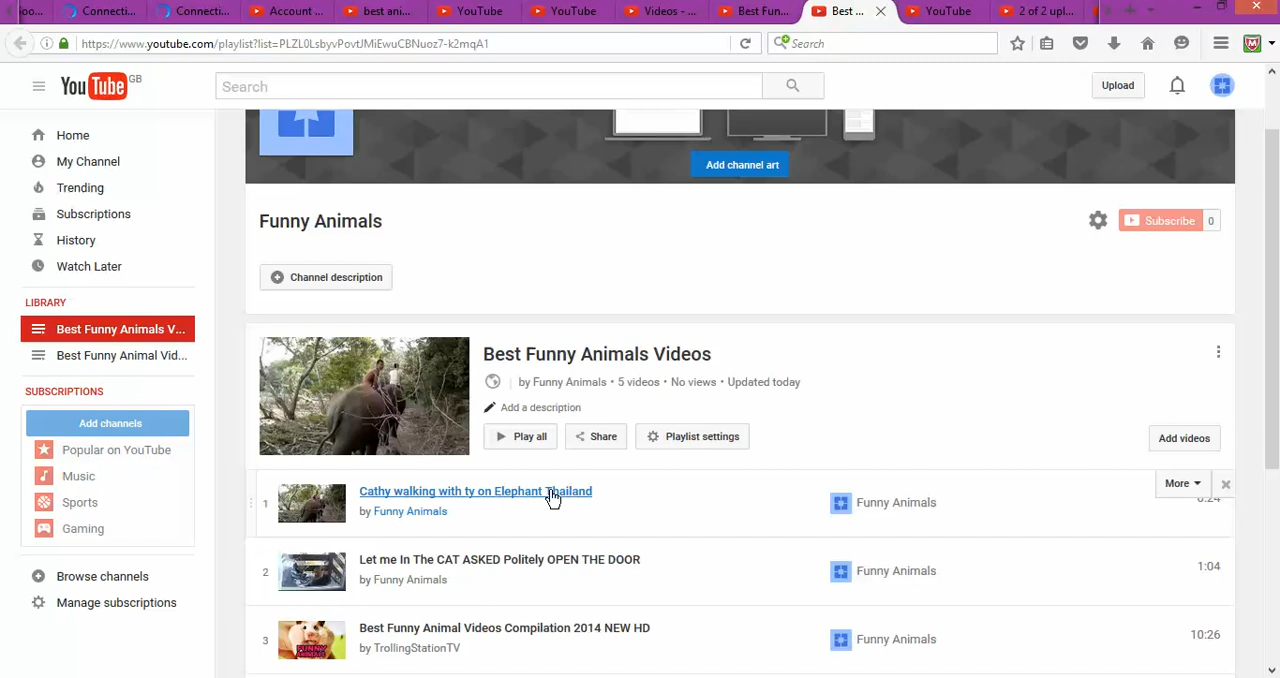 oo...
Connecti...
Connecti...
Account ...
best ani...
YouTube
YouTube
Videos - ...
Best Fun...
Best ...
YouTube
2 of 2 upl...
https://www.youtube.com/playlist?list=PLZL0LsbyvPovtJMiEwuCBNuoz7-k2mqA1
Search
YouTube GB
Search
Upload
Home
My Channel
Trending
Subscriptions
History
Watch Later
LIBRARY
Best Funny Animals V...
Best Funny Animal Vid...
SUBSCRIPTIONS
Add channels
Popular on YouTube
Music
Sports
Gaming
Browse channels
Manage subscriptions
Add channel art
Funny Animals
Subscribe 0
Channel description
Best Funny Animals Videos
by Funny Animals • 5 videos • No views • Updated today
Add a description
Play all
Share
Playlist settings
Add videos
1
Cathy walking with ty on Elephant Thailand
by Funny Animals
Funny Animals
More
2
Let me In The CAT ASKED Politely OPEN THE DOOR
by Funny Animals
Funny Animals
1:04
3
Best Funny Animal Videos Compilation 2014 NEW HD
by TrollingStationTV
Funny Animals
10:26